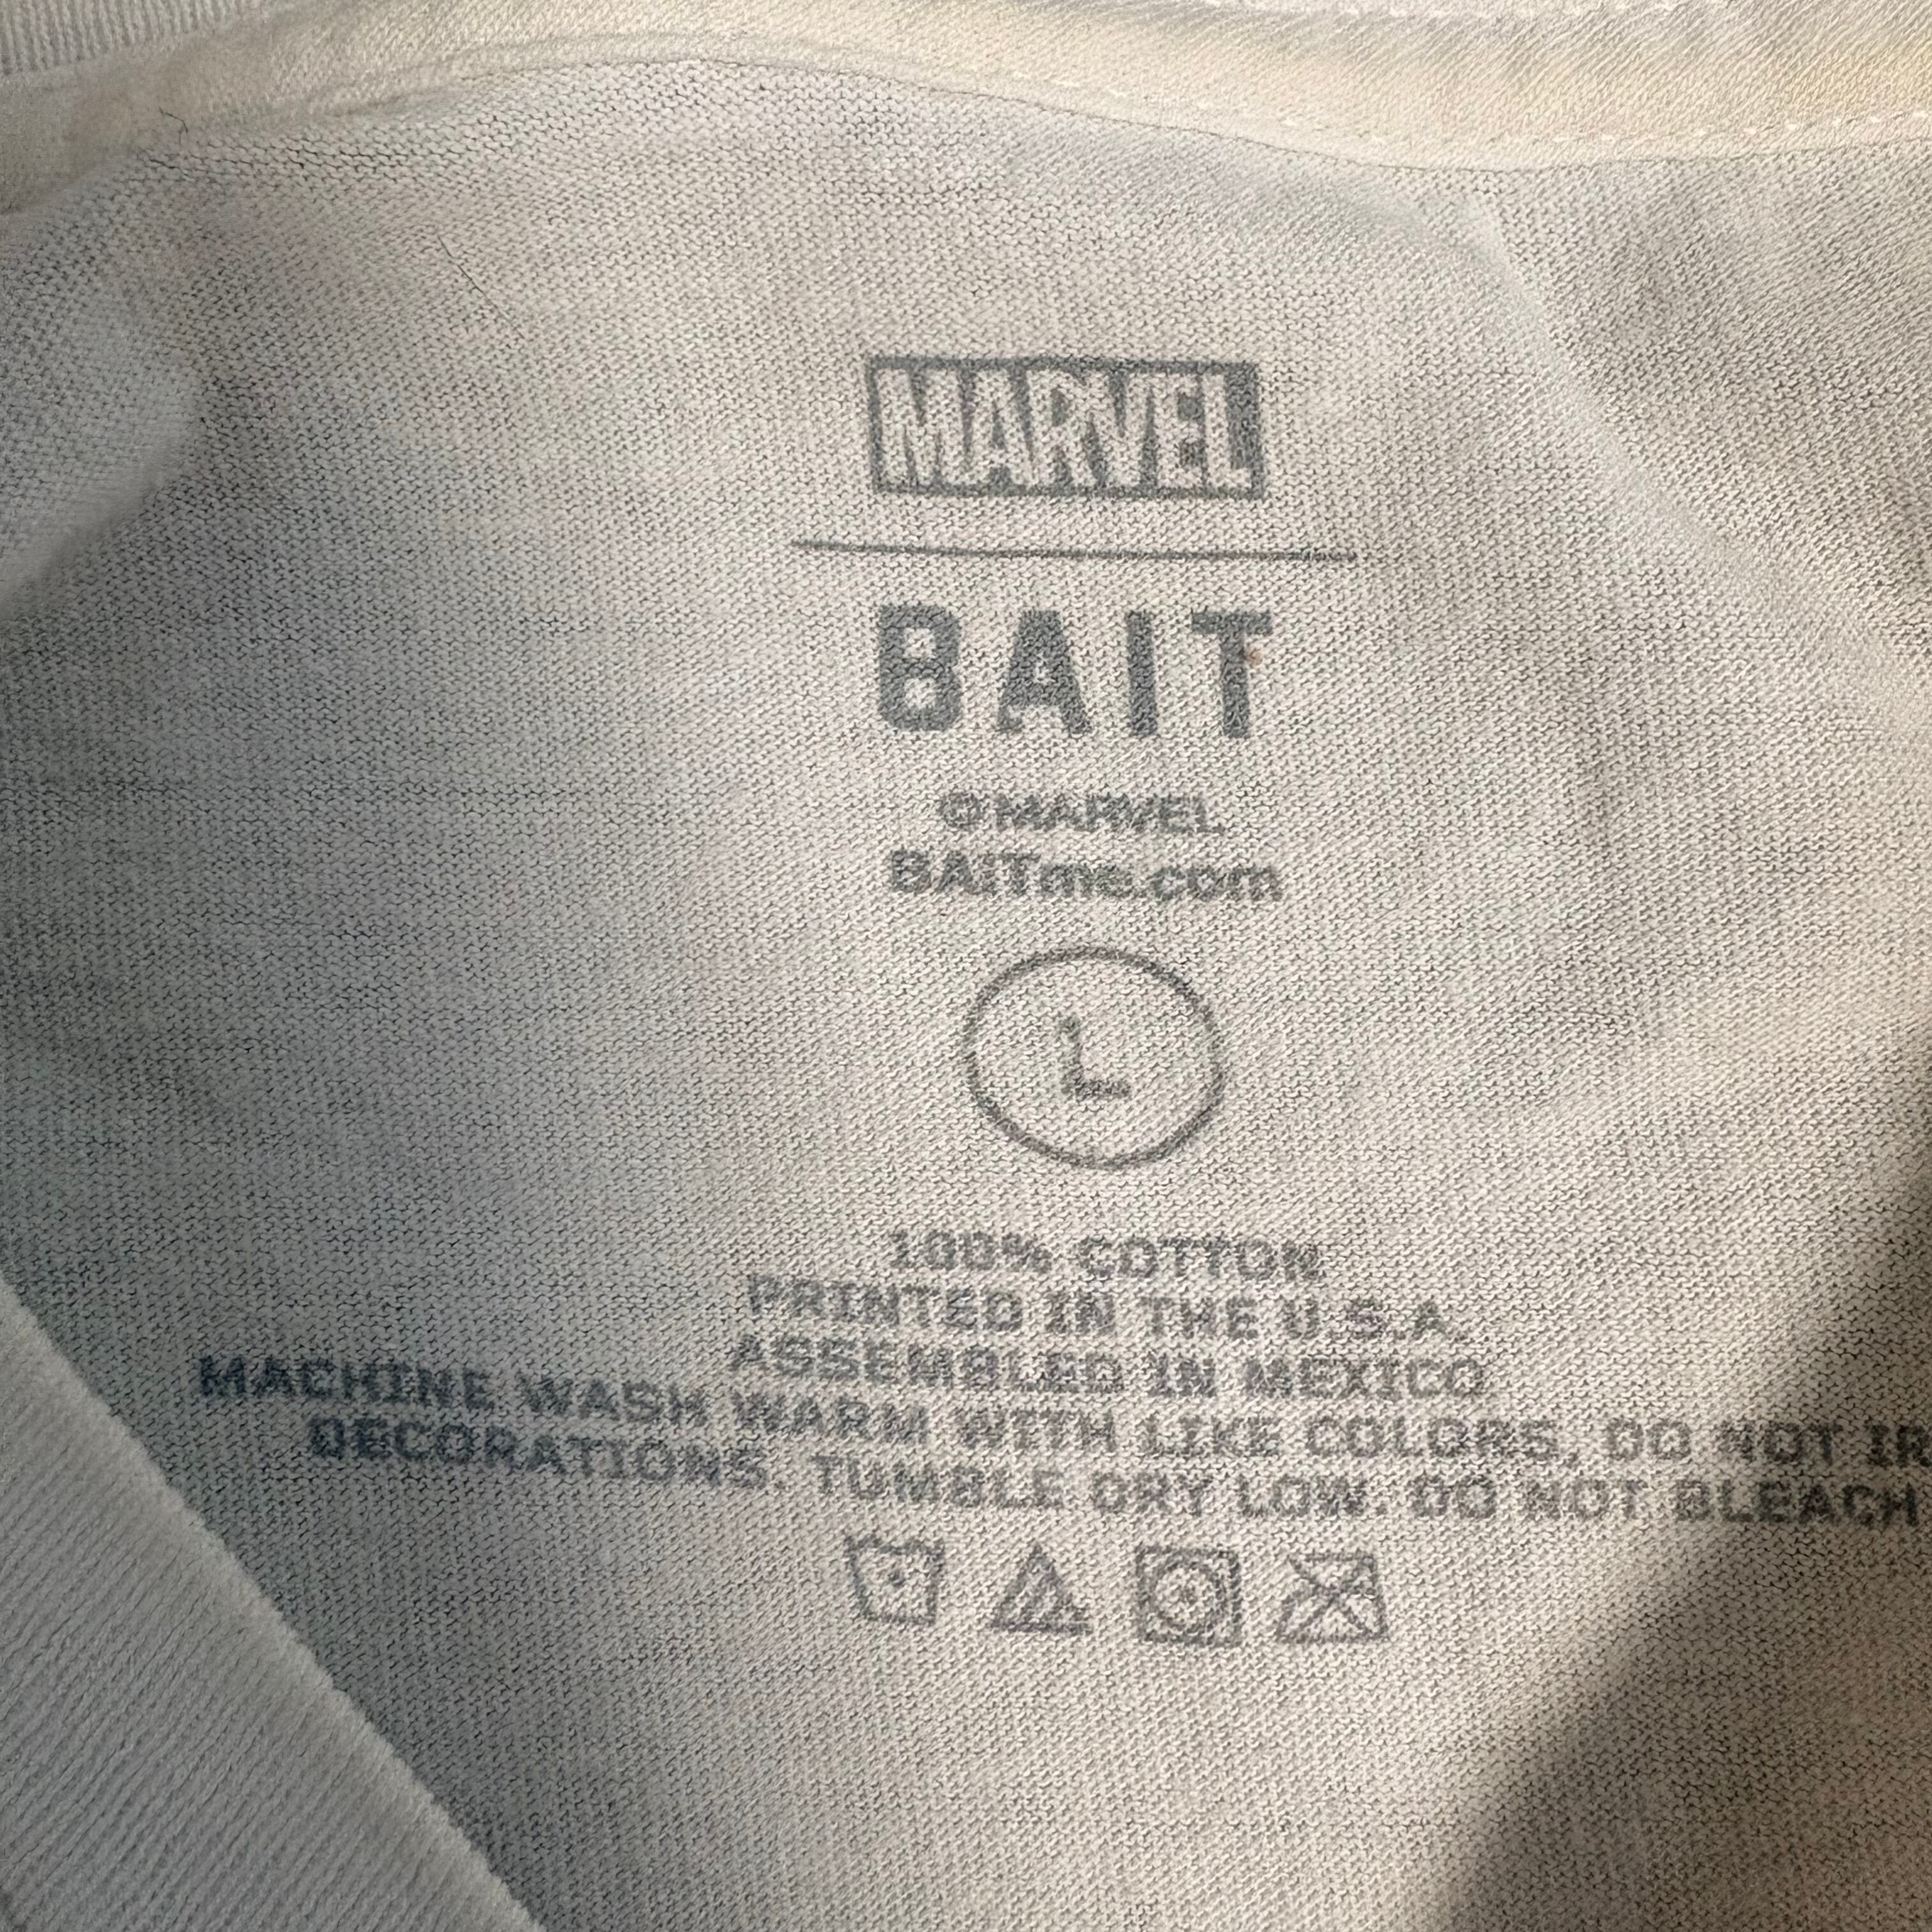 MARVEL
BAIT
©MARVEL
BAITme.com
L
100% COTTON
PRINTED IN THE U.S.A.
ASSEMBLED IN MEXICO
MACHINE WASH WARM WITH LIKE COLORS, DO NOT IR
DECORATIONS. TUMBLE DRY LOW. DO NOT BLEACH